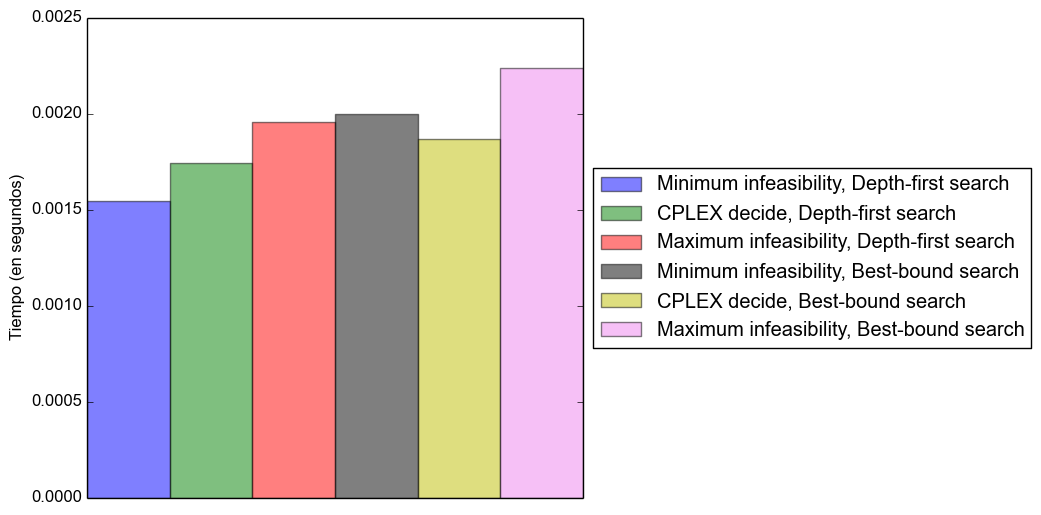 0.0025
0.0020
0.0015
0.0010
0.0005
0.0000
Tiempo (en segundos)
Minimum infeasibility, Depth-first search
CPLEX decide, Depth-first search
Maximum infeasibility, Depth-first search
Minimum infeasibility, Best-bound search
CPLEX decide, Best-bound search
Maximum infeasibility, Best-bound search